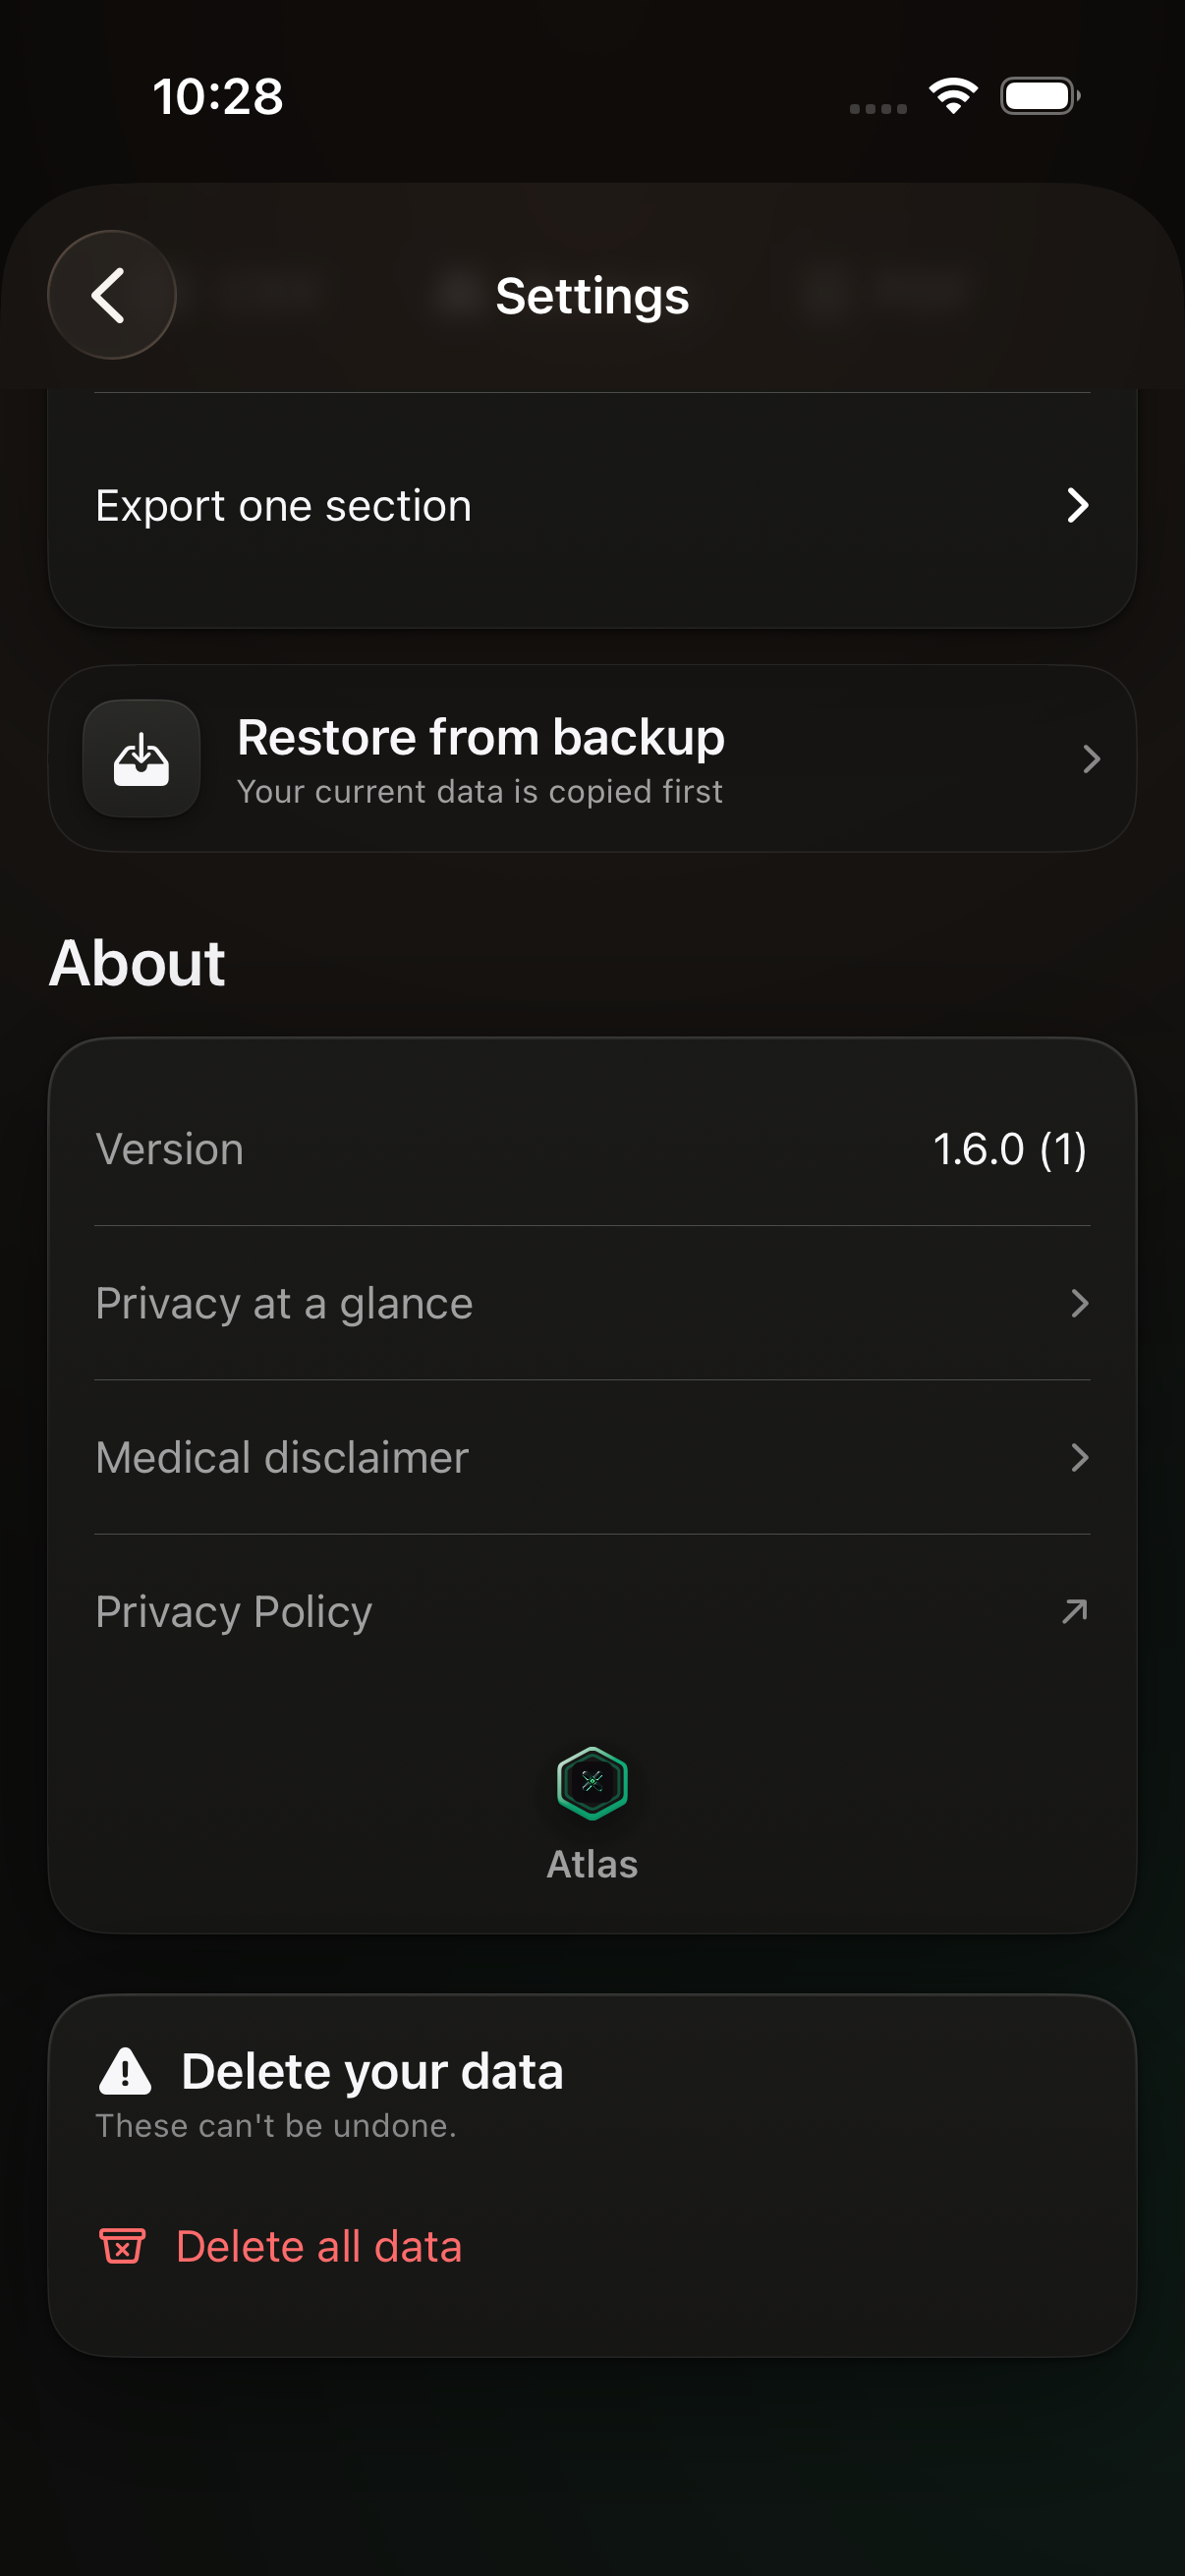 10:28
Settings
Export one section
Restore from backup
Your current data is copied first
About
Version
1.6.0 (1)
Privacy at a glance
Medical disclaimer
Privacy Policy
Atlas
Delete your data
These can't be undone.
Delete all data